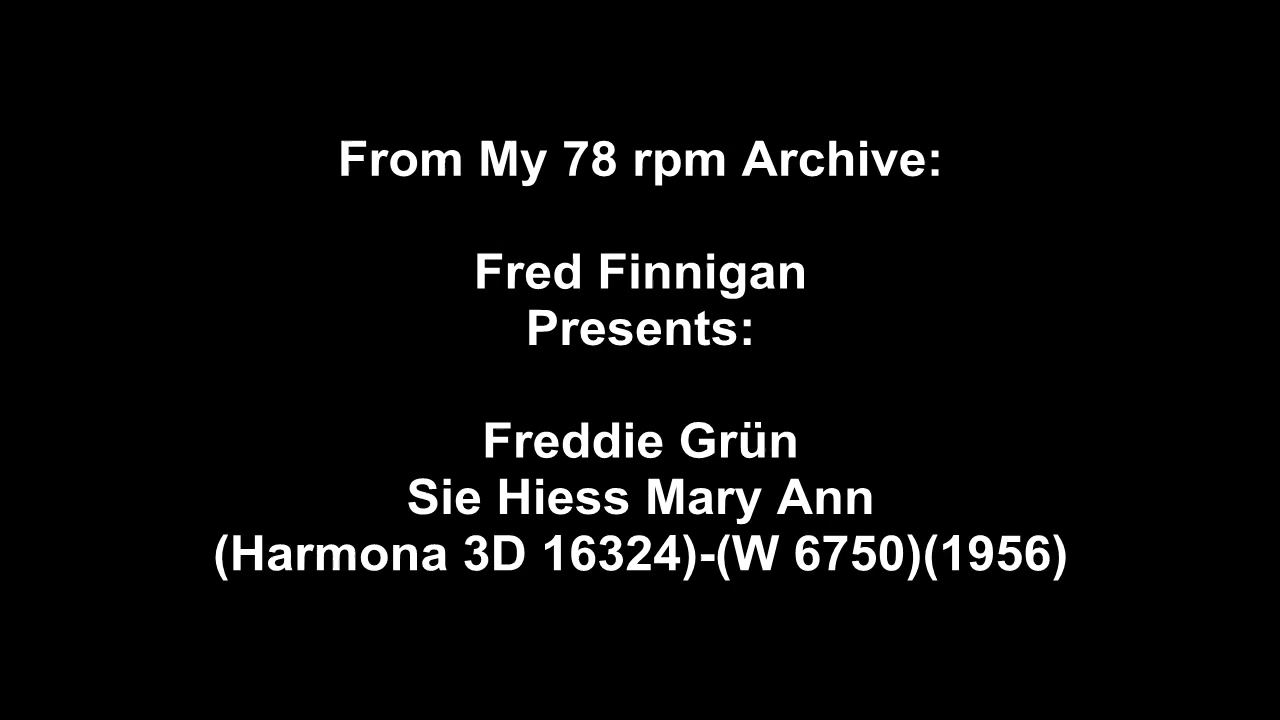 From My 78 rpm Archive:
Fred Finnigan
Presents:
Freddie Grün
Sie Hiess Mary Ann
(Harmona 3D 16324)-(W 6750)(1956)